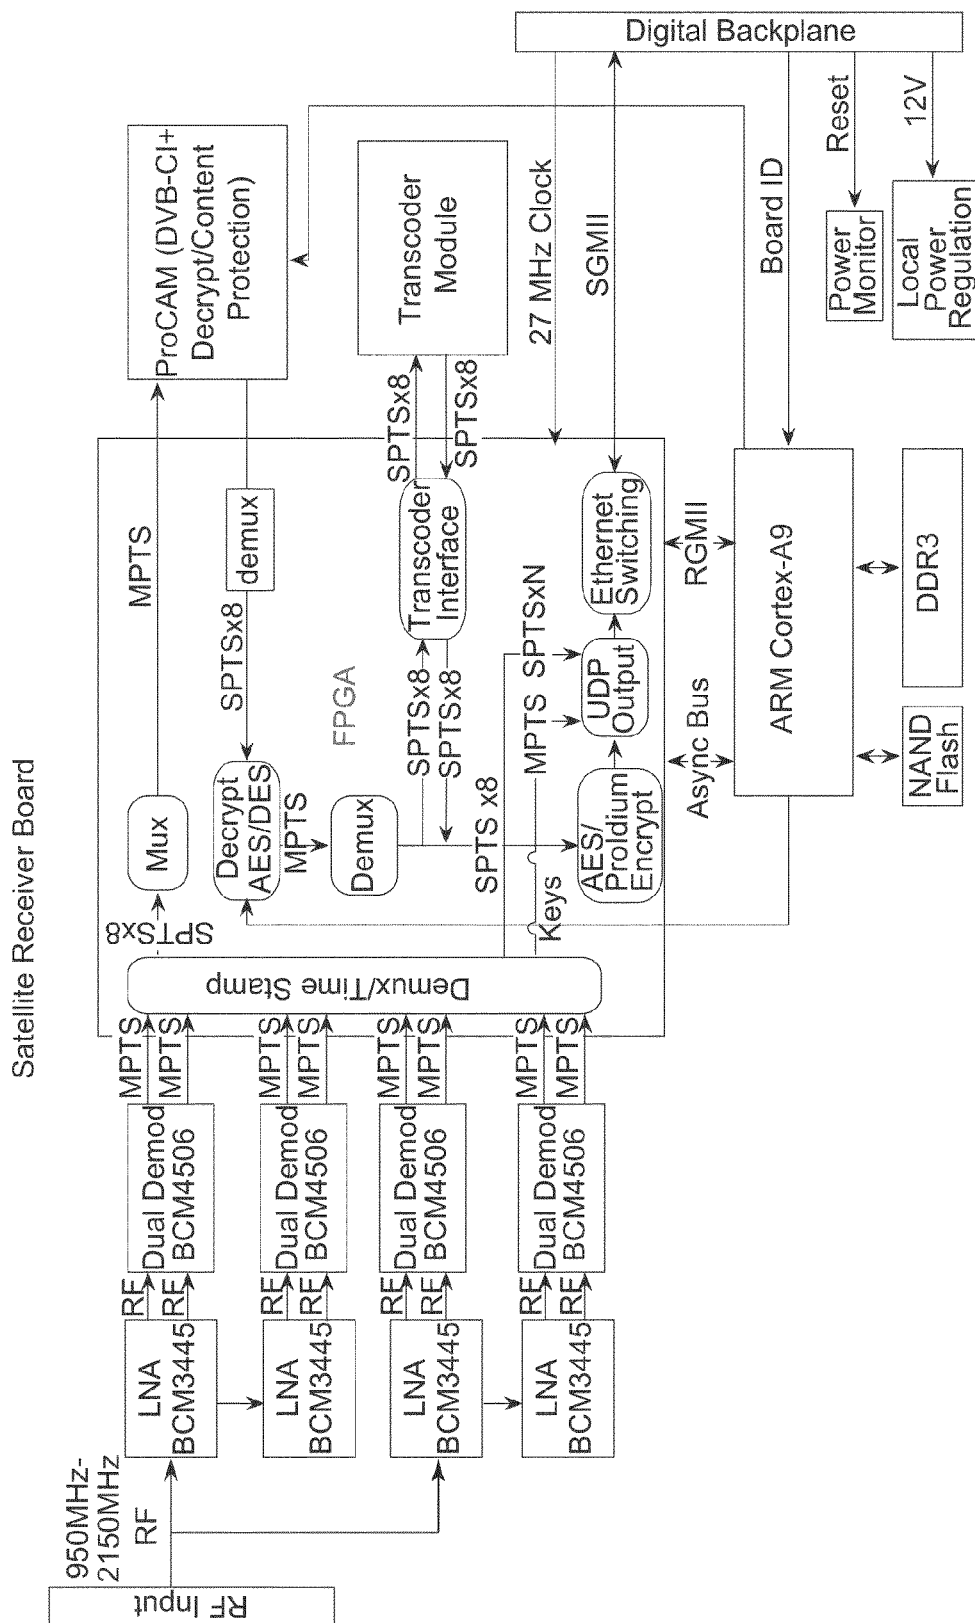 Satellite Receiver Board
RF Input
950MHz-
2150MHz
RF
LNA
BCM3445
LNA
BCM3445
LNA
BCM3445
LNA
BCM3445
RF
RF
RF
RF
RF
RF
RF
RF
Dual Demod
BCM4506
Dual Demod
BCM4506
Dual Demod
BCM4506
Dual Demod
BCM4506
MPTS
MPTS
MPTS
MPTS
MPTS
MPTS
MPTS
MPTS
Demux/Time Stamp
SPTSx8
Mux
MPTS
ProCAM (DVB-CI+
Decrypt/Content
Protection)
demux
SPTSx8
Decrypt
AES/DES
MPTS
Demux
FPGA
SPTSx8
SPTSx8
Transcoder
Interface
SPTSx8
SPTSx8
Transcoder
Module
SPTS x8
MPTS
SPTSxN
Keys
AES/
Proldium
Encrypt
UDP
Output
Ethernet
Switching
27 MHz Clock
SGMII
Async Bus
RGMII
ARM Cortex-A9
Board ID
NAND
Flash
DDR3
Power
Monitor
Reset
Local
Power
Regulation
12V
Digital Backplane